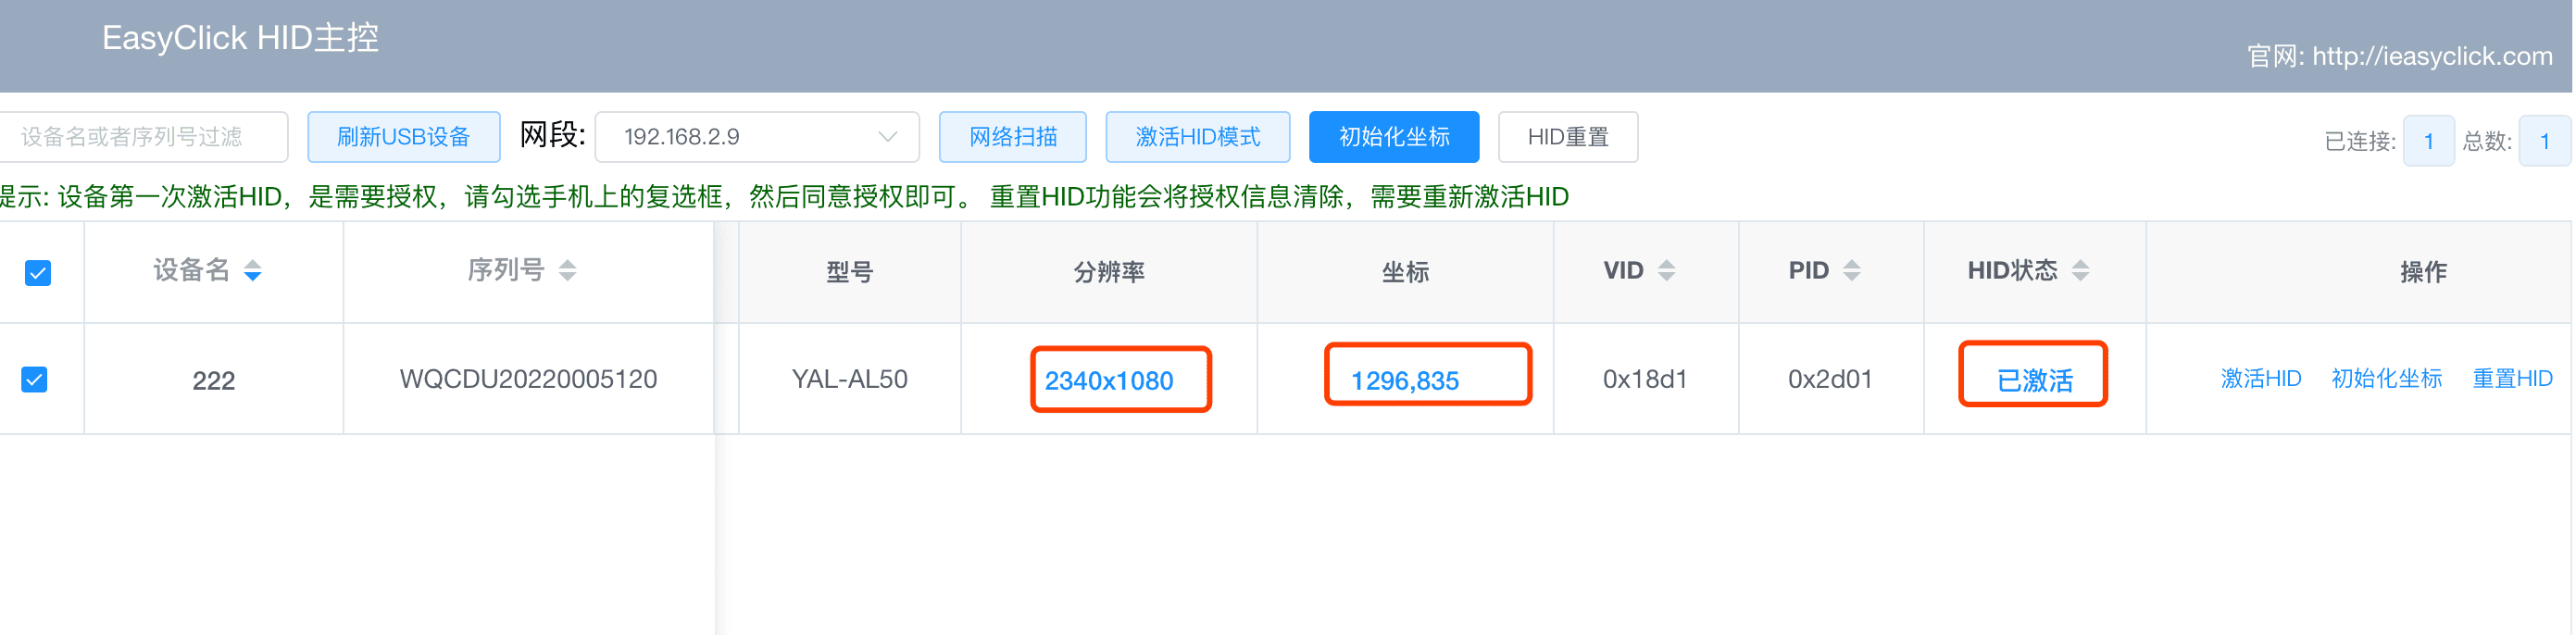 EasyClick HID主控
官网: http://ieasyclick.com
设备名或者序列号过滤 刷新USB设备 网段: 192.168.2.9 网络扫描 激活HID模式 初始化坐标 HID重置 已连接: 1 总数: 1
提示: 设备第一次激活HID，是需要授权，请勾选手机上的复选框，然后同意授权即可。 重置HID功能会将授权信息清除，需要重新激活HID
设备名 序列号 型号 分辨率 坐标 VID PID HID状态 操作
222 WQCDU20220005120 YAL-AL50 2340x1080 1296,835 0x18d1 0x2d01 已激活 激活HID 初始化坐标 重置HID